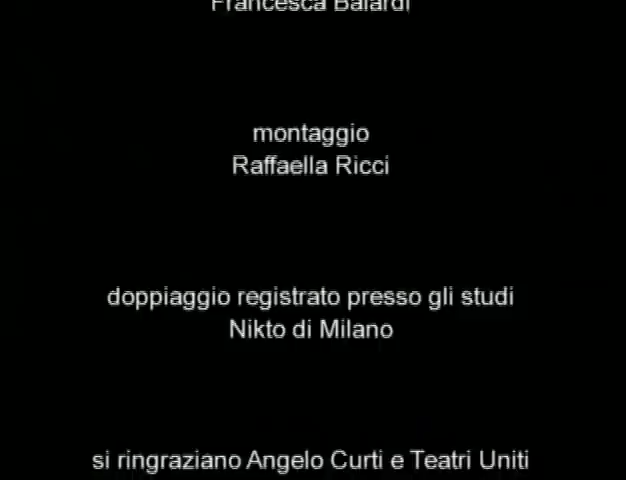 Francesca Balardi
montaggio
Raffaella Ricci
doppiaggio registrato presso gli studi
Nikto di Milano
si ringraziano Angelo Curti e Teatri Uniti